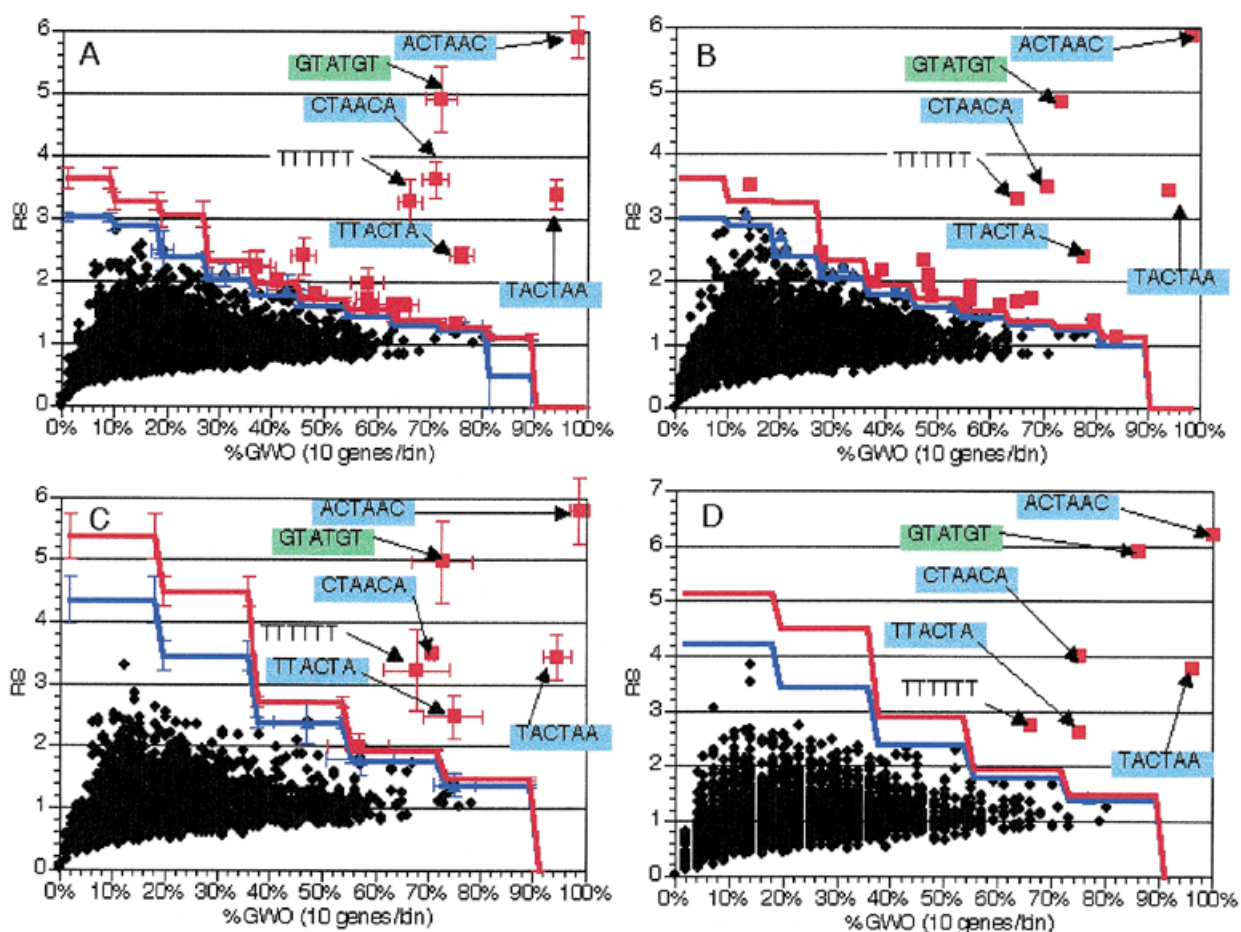 A
6
5
4
3
2
1
0
RS
ACTAAC
GTATGT
CTAACA
TTTTTT
TTACTA
TACTAA
0% 10% 20% 30% 40% 50% 60% 70% 80% 90% 100%
%GWO (10 genes/bin)
B
6
5
4
3
2
1
0
RS
ACTAAC
GTATGT
CTAACA
TTTTTT
TTACTA
TACTAA
0% 10% 20% 30% 40% 50% 60% 70% 80% 90% 100%
%GWO (10 genes/bin)
C
6
5
4
3
2
1
0
RS
ACTAAC
GTATGT
CTAACA
TTTTTT
TTACTA
TACTAA
0% 10% 20% 30% 40% 50% 60% 70% 80% 90% 100%
%GWO (10 genes/bin)
D
7
6
5
4
3
2
1
0
RS
ACTAAC
GTATGT
CTAACA
TTACTA
TTTTTT
TACTAA
0% 10% 20% 30% 40% 50% 60% 70% 80% 90% 100%
%GWO (10 genes/bin)